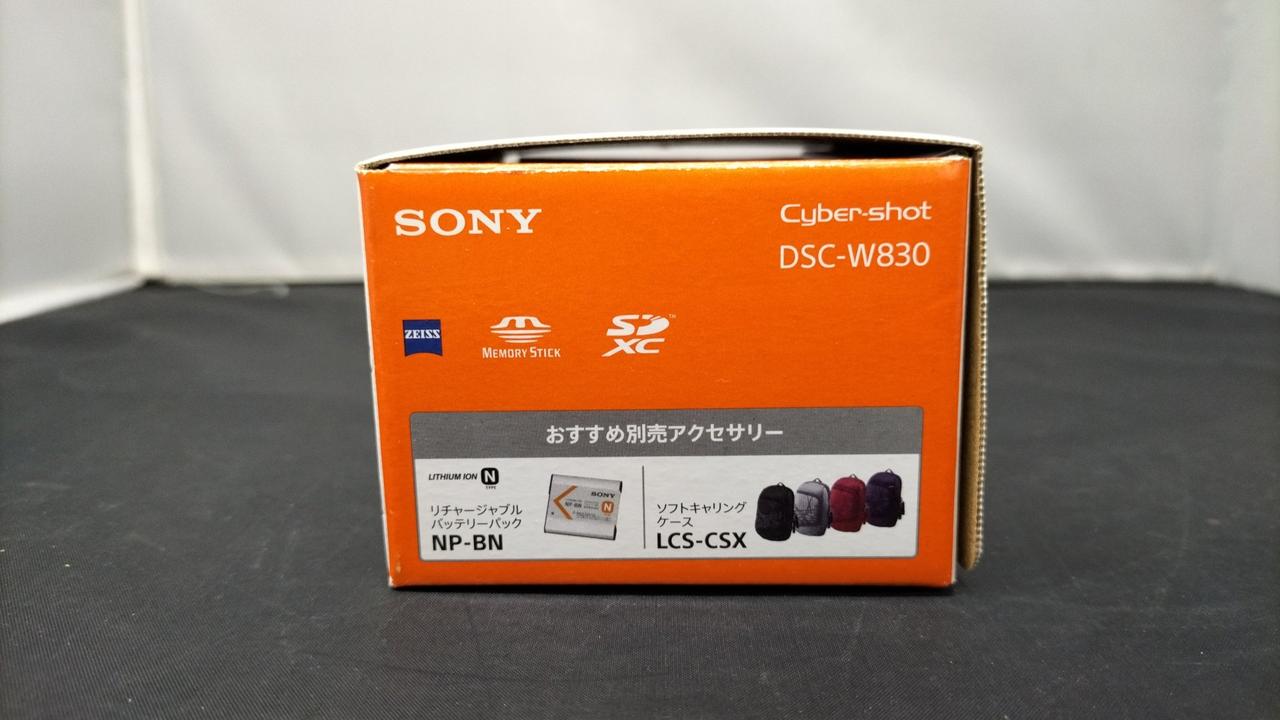 SONY
Cyber-shot
DSC-W830
ZEISS
MEMORY STICK
SD XC™
おすすめ別売アクセサリー
LITHIUM ION N TYPE
リチャージャブル
バッテリーパック
NP-BN
SONY
NP-BN
N
ソフトキャリング
ケース
LCS-CSX